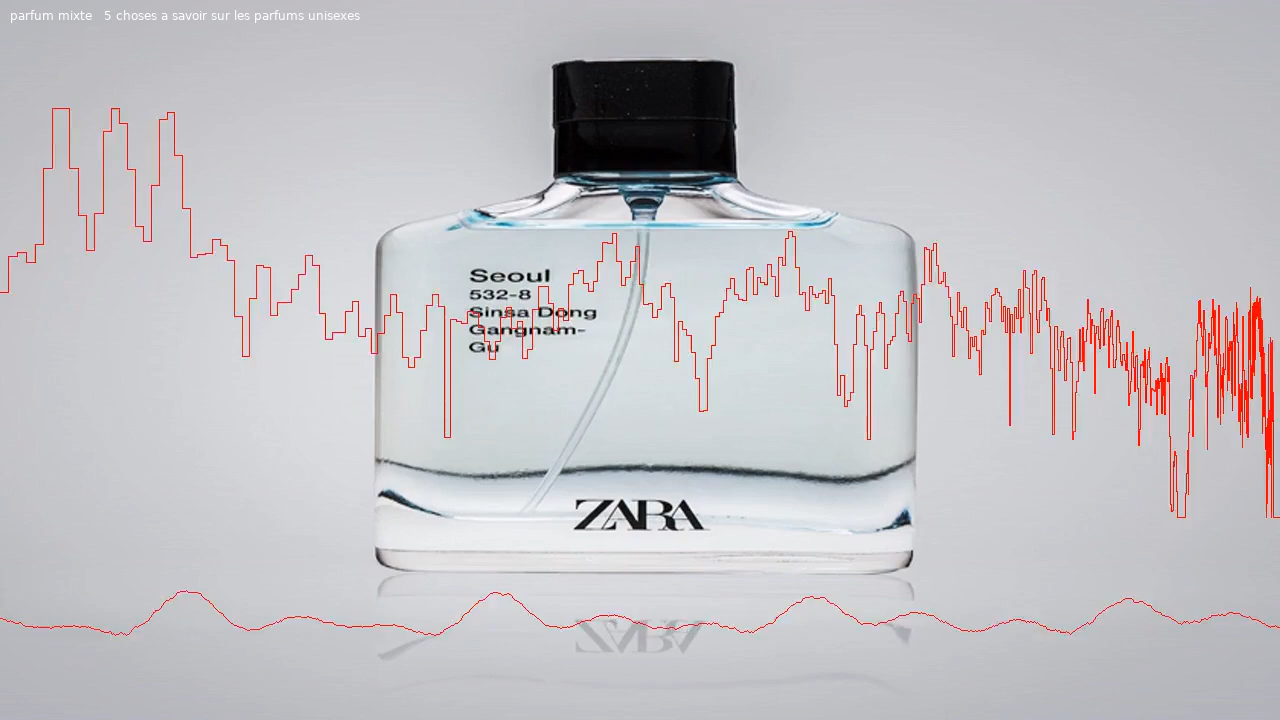 parfum mixte   5 choses a savoir sur les parfums unisexes
Seoul
532-8
Sinsa Dong
Gangnam-
Gu
ZARA